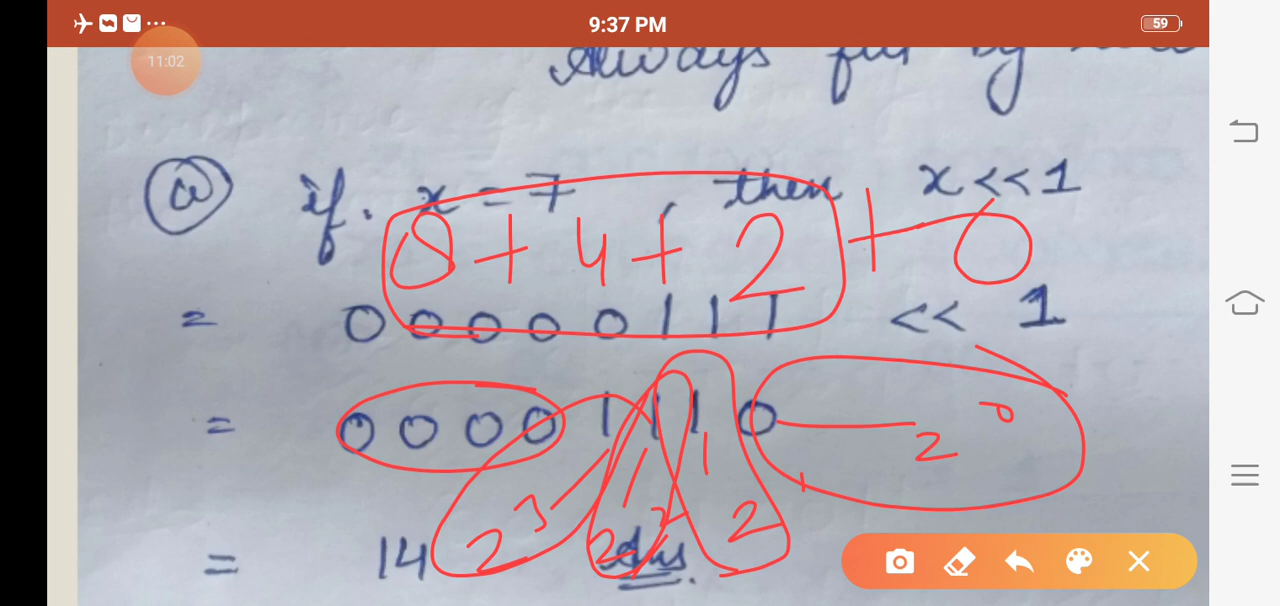 9:37 PM
59
11:02
Always
by
(a) if. x = 7, then x<<1
8 + 4 + 2 + 0
= 00000111 << 1
= 00001110
2⁰
2³ 2² 2¹
= 14 Ans.